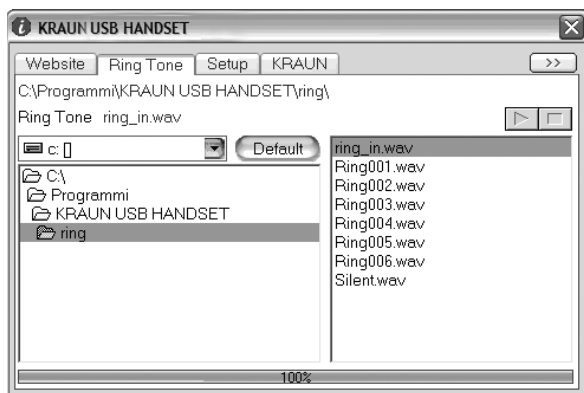 KRAUN USB HANDSET
Website Ring Tone Setup KRAUN >>
C:\Programmi\KRAUN USB HANDSET\ring\
Ring Tone ring_in.wav
c: []
Default
C:\
Programmi
KRAUN USB HANDSET
ring
ring_in.wav
Ring001.wav
Ring002.wav
Ring003.wav
Ring004.wav
Ring005.wav
Ring006.wav
Silent.wav
100%